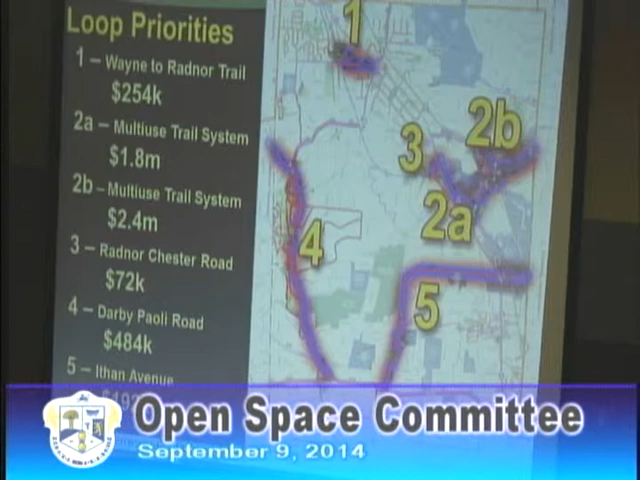 Loop Priorities
1 – Wayne to Radnor Trail
$254k
2a – Multiuse Trail System
$1.8m
2b – Multiuse Trail System
$2.4m
3 – Radnor Chester Road
$72k
4 – Darby Paoli Road
$484k
5 – Ithan Avenue
1
2b
3
2a
4
5
Open Space Committee
September 9, 2014